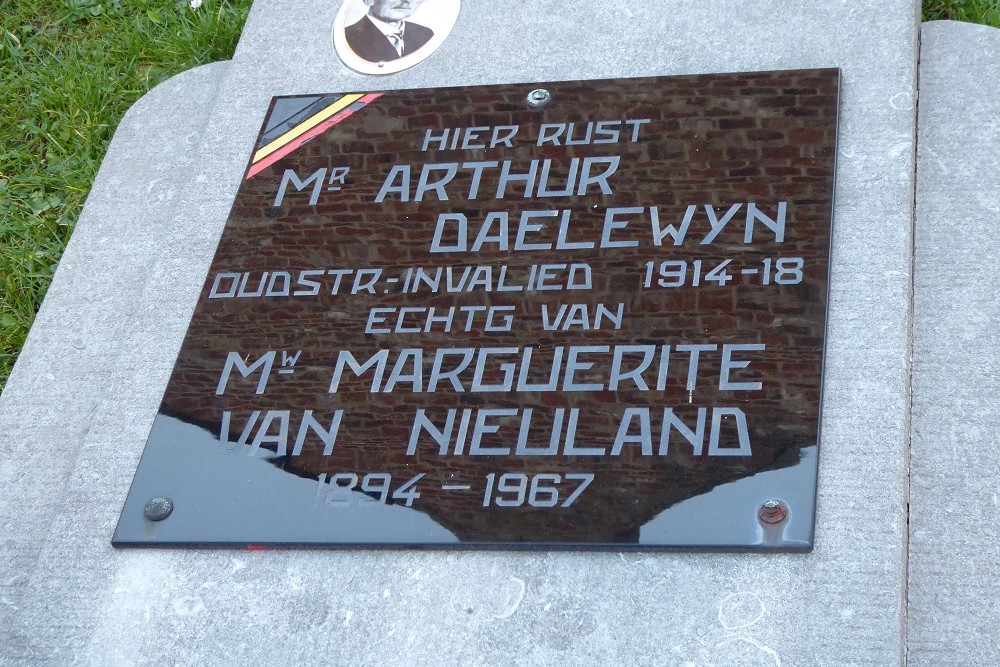 HIER RUST
MR ARTHUR
DAELEWYN
OUDSTR.-INVALIED 1914-18
ECHTG VAN
MW MARGUERITE
VAN NIEULAND
1894 - 1967